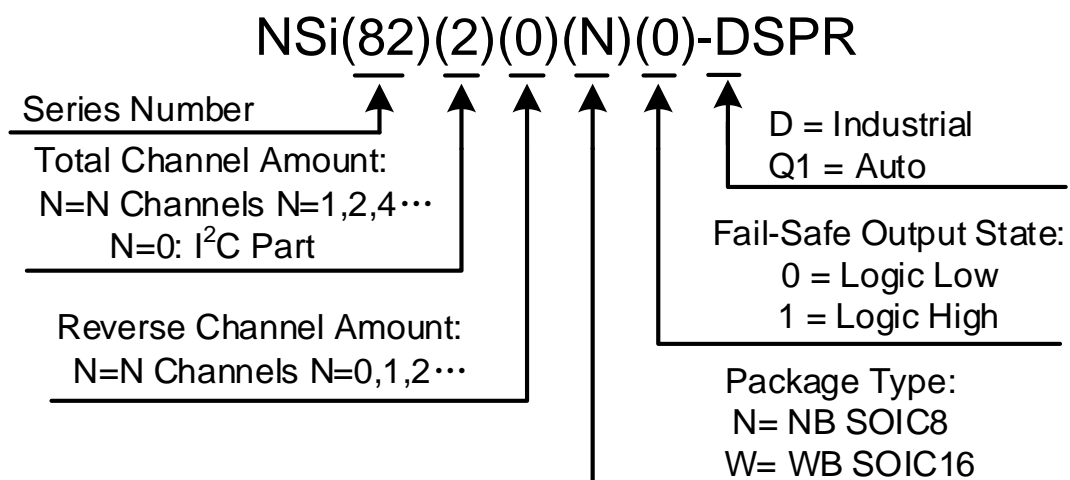 NSi(82)(2)(0)(N)(0)-DSPR
Series Number
Total Channel Amount:
N=N Channels N=1,2,4⋯
N=0: I²C Part
Reverse Channel Amount:
N=N Channels N=0,1,2⋯
D = Industrial
Q1 = Auto
Fail-Safe Output State:
0 = Logic Low
1 = Logic High
Package Type:
N= NB SOIC8
W= WB SOIC16